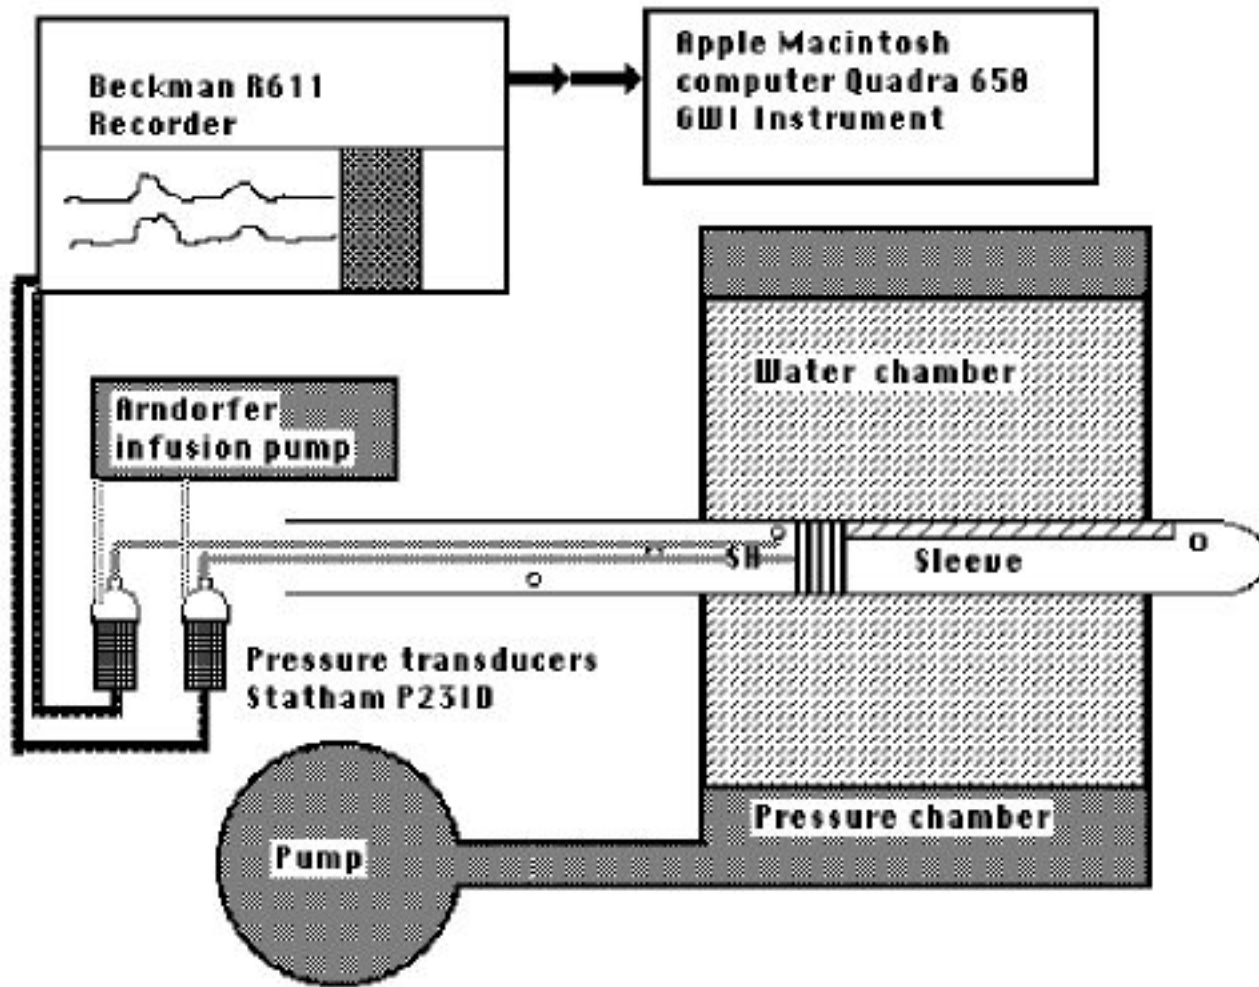 Beckman R611
Recorder
Apple Macintosh
computer Quadra 650
GWI Instrument
Water chamber
Arndorfer
infusion pump
SH
Sleeve
Pressure transducers
Statham P23ID
Pressure chamber
Pump